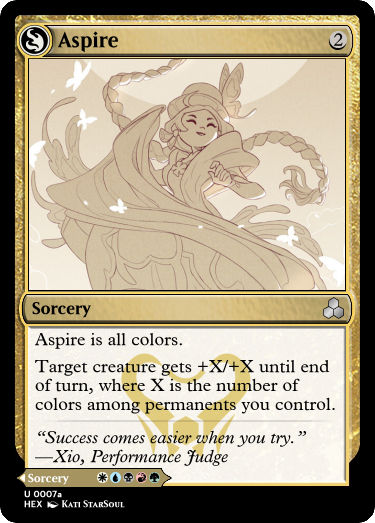 Aspire 2
Sorcery
Aspire is all colors.
Target creature gets +X/+X until end
of turn, where X is the number of
colors among permanents you control.
“Success comes easier when you try.”
—Xio, Performance Judge
Sorcery
U 0007a
HEX Kati StarSoul